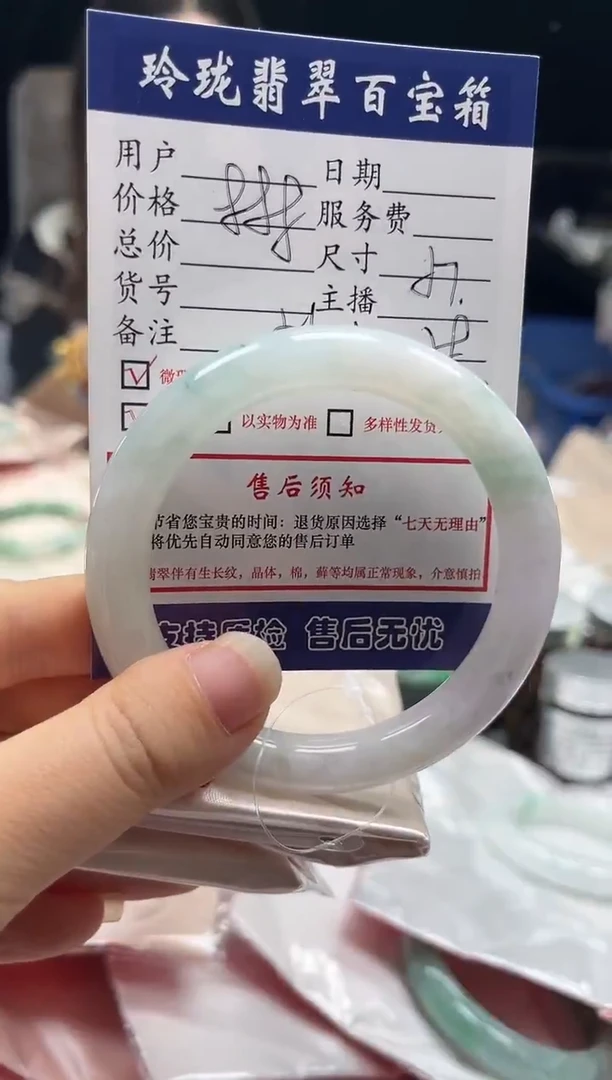 玲珑翡翠百宝箱
用户 日期
价格 服务费
总价 尺寸
货号 主播
备注
以实物为准 多样性发货
售后须知
节省您宝贵的时间：退货原因选择“七天无理由”
将优先自动同意您的售后订单
翡翠伴有生长纹，晶体，棉，藓等均属正常现象，介意慎拍
支持质检 售后无忧